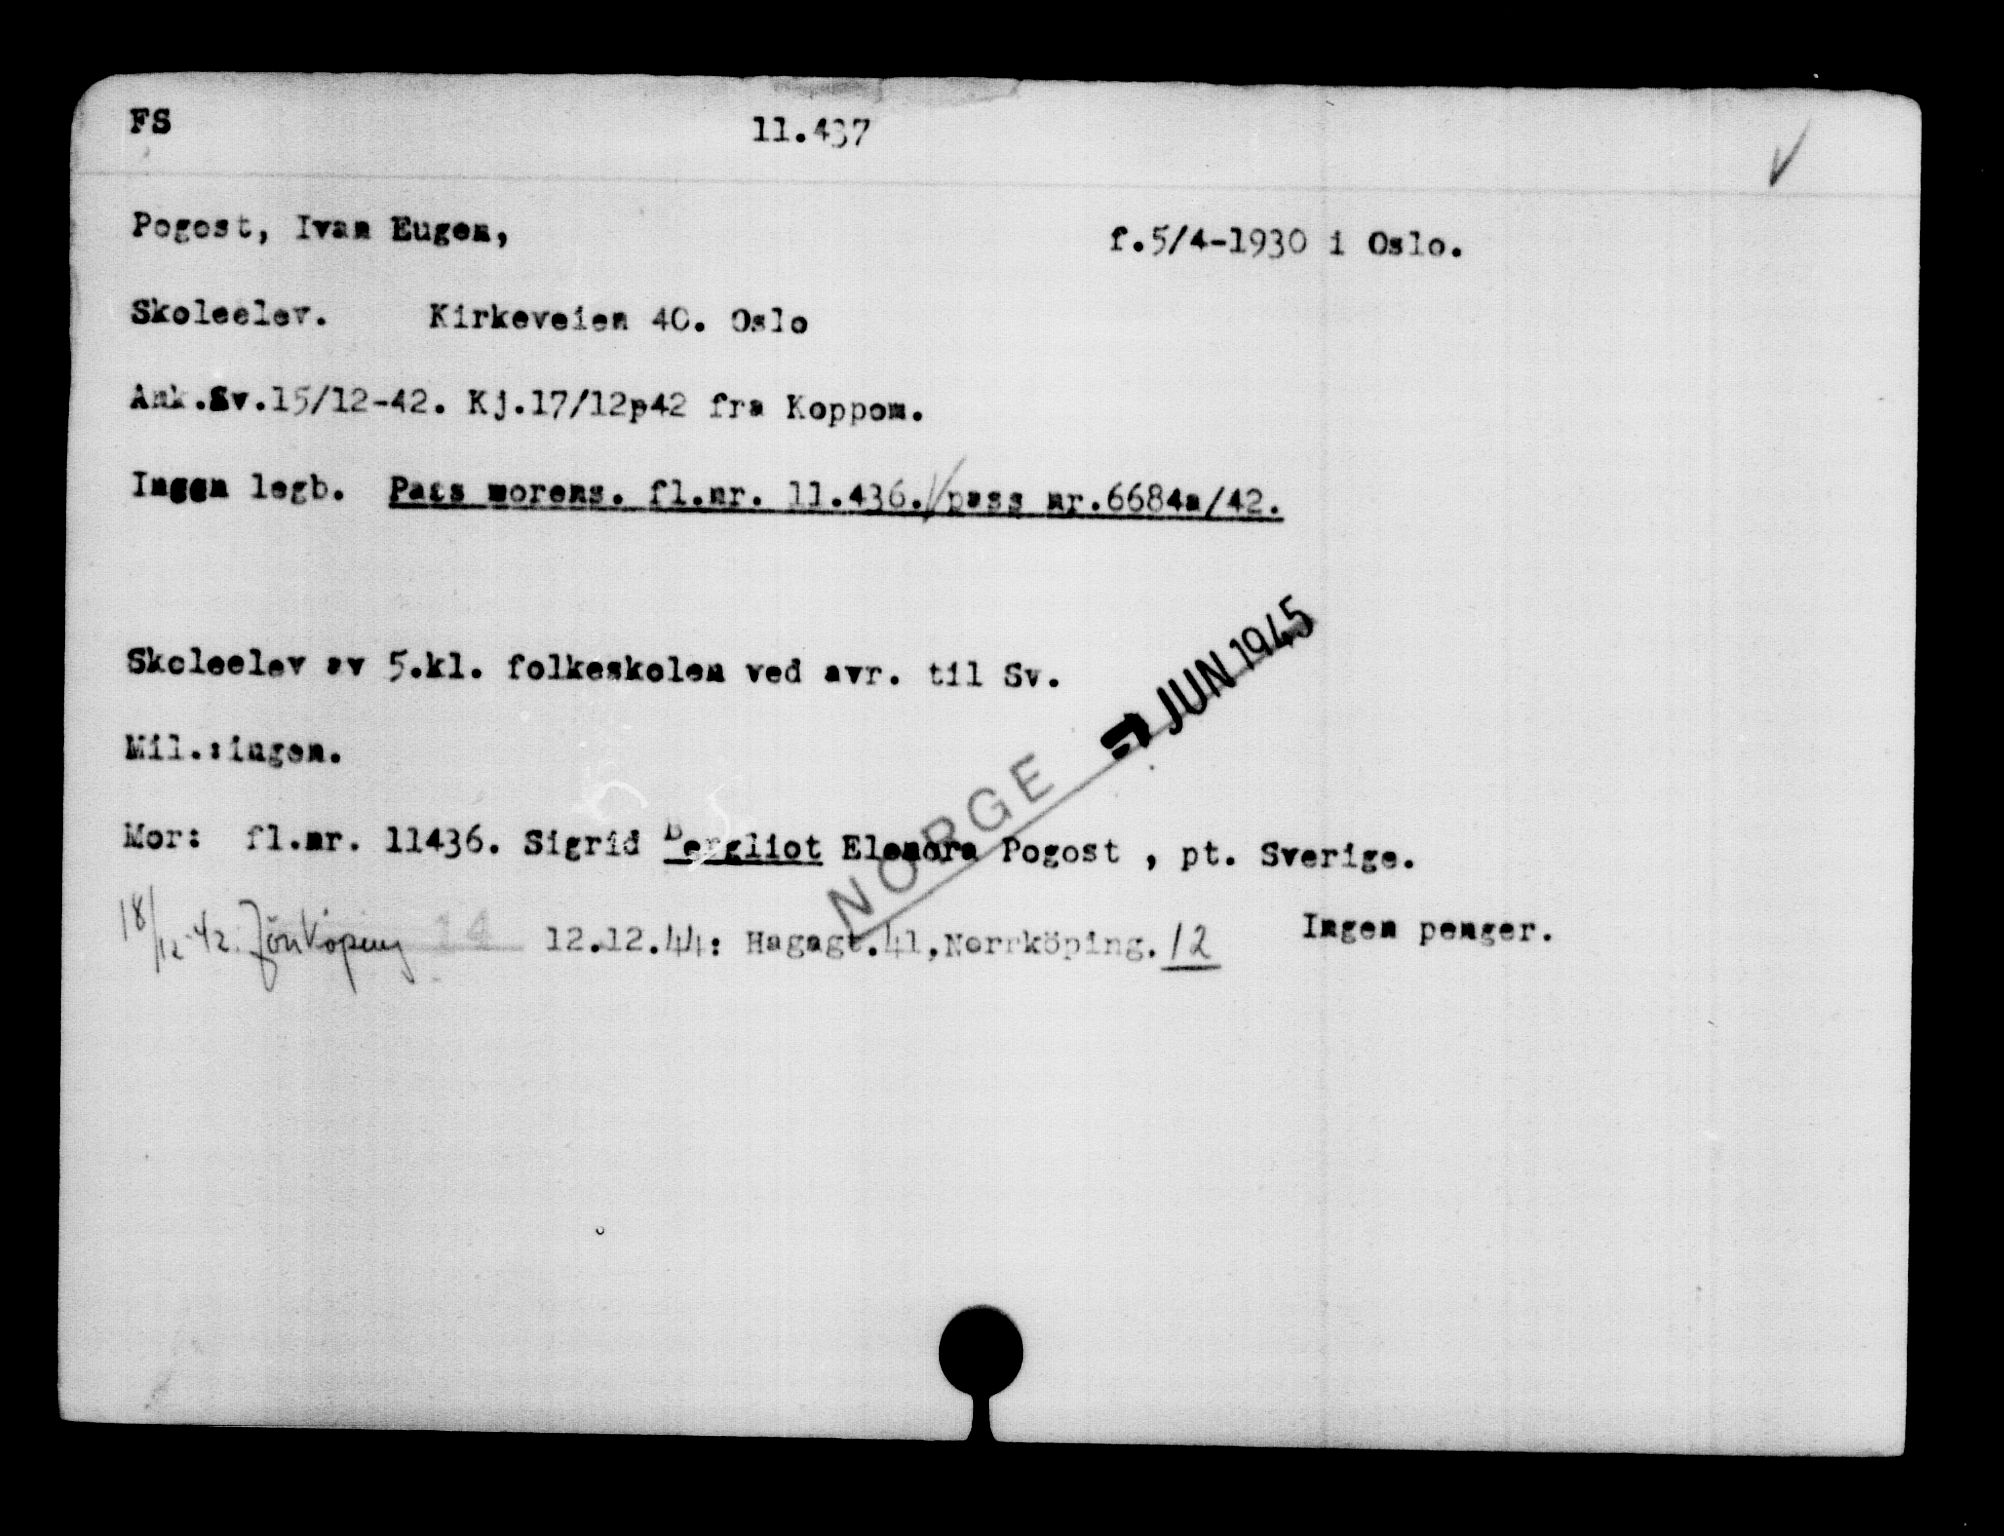 FS 11.437
Pogost, Ivan Eugen, f.5/4-1930 i Oslo.
Skoleelev. Kirkeveien 40. Oslo
Ank.Sv.15/12-42. Kj.17/12p42 fra Koppom.
Ingen legb. Pass morens. fl.nr. 11.436. pass nr.6684a/42.
Skoleelev av 5.kl. folkeskolen ved avr. til Sv.
Mil.:ingen.
NORGE - 7 JUN 1945
Mor: fl.nr. 11436. Sigrid Bergliot Elenora Pogost , pt. Sverige.
18/12-42. Jönköping 14 12.12.44: Hagagt.41,Norrköping. 12 Ingen penger.